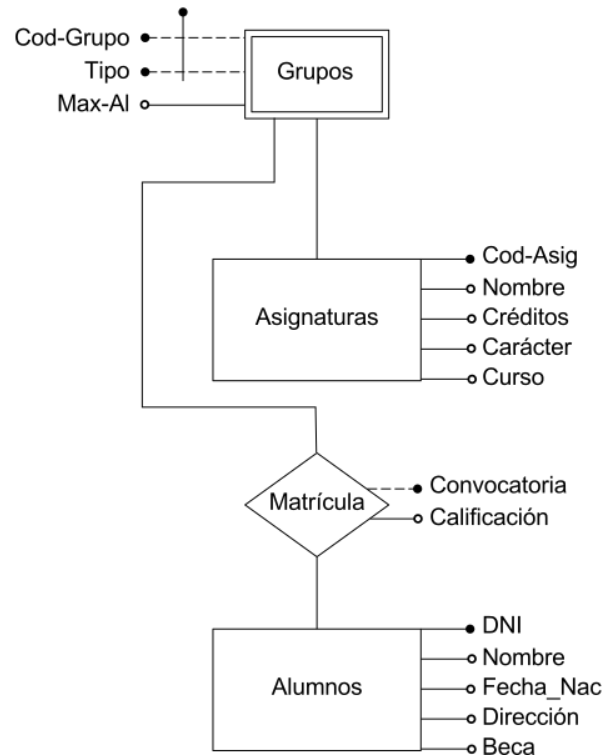 Cod-Grupo
Tipo
Max-Al
Grupos
Cod-Asig
Nombre
Créditos
Carácter
Curso
Asignaturas
Matrícula
Convocatoria
Calificación
DNI
Nombre
Fecha_Nac
Dirección
Beca
Alumnos